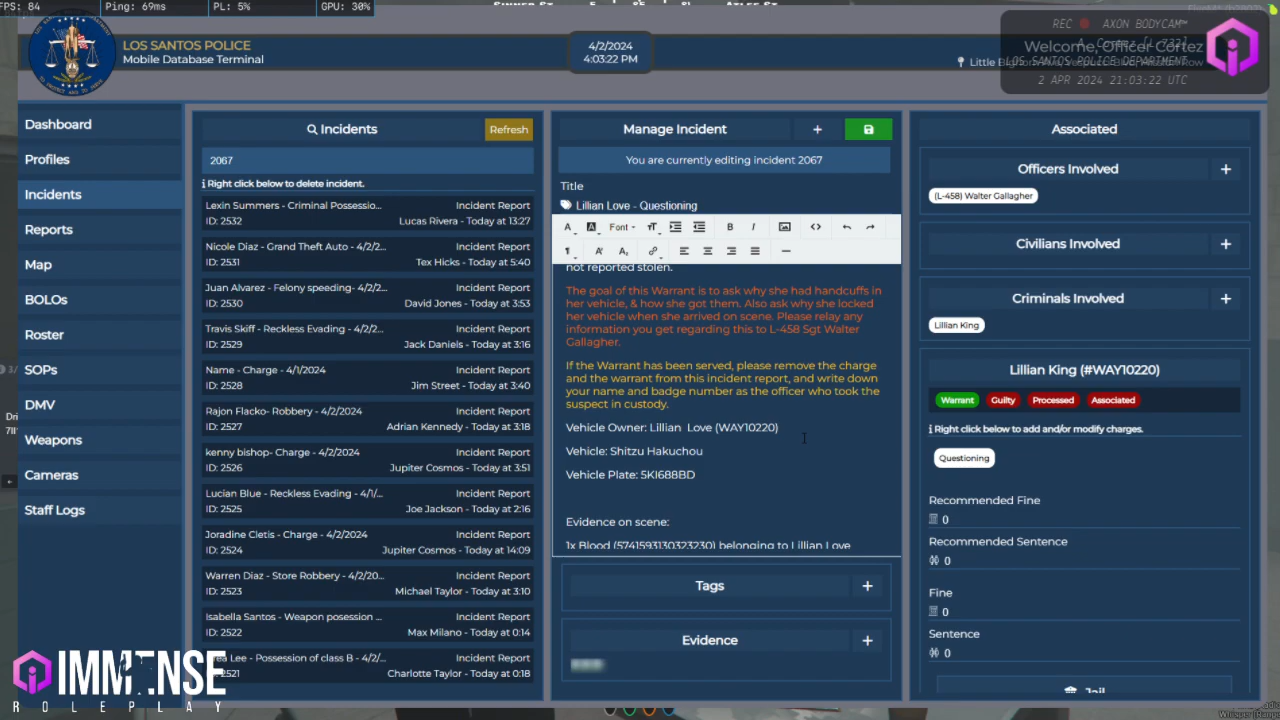 FPS: 84 Ping: 69ms PL: 5% GPU: 30%
LOS SANTOS POLICE
Mobile Database Terminal
4/2/2024
4:03:22 PM
REC AXON BODYCAM™
Welcome, Officer Cortez
A. Cortez [L-733]
LOS SANTOS POLICE DEPARTMENT
2 APR 2024 21:03:22 UTC
Dashboard
Profiles
Incidents
Reports
Map
BOLOs
Roster
SOPs
DMV
Weapons
Cameras
Staff Logs
Incidents
Refresh
2067
Right click below to delete incident.
Lexin Summers - Criminal Possessio... Incident Report
ID: 2532 Lucas Rivera - Today at 13:27
Nicole Diaz - Grand Theft Auto - 4/2/2... Incident Report
ID: 2531 Tex Hicks - Today at 5:40
Juan Alvarez - Felony speeding- 4/2/2... Incident Report
ID: 2530 David Jones - Today at 3:53
Travis Skiff - Reckless Evading - 4/2/2... Incident Report
ID: 2529 Jack Daniels - Today at 3:16
Name - Charge - 4/1/2024 Incident Report
ID: 2528 Jim Street - Today at 3:40
Rajon Flacko- Robbery - 4/2/2024 Incident Report
ID: 2527 Adrian Kennedy - Today at 3:18
kenny bishop- Charge - 4/2/2024 Incident Report
ID: 2526 Jupiter Cosmos - Today at 3:51
Lucian Blue - Reckless Evading - 4/1/... Incident Report
ID: 2525 Joe Jackson - Today at 2:16
Joradine Cletis - Charge - 4/2/2024 Incident Report
ID: 2524 Jupiter Cosmos - Today at 14:09
Warren Diaz - Store Robbery - 4/2/20... Incident Report
ID: 2523 Michael Taylor - Today at 3:10
Isabella Santos - Weapon posession ... Incident Report
ID: 2522 Max Milano - Today at 0:14
Lee - Possession of class B - 4/2/... Incident Report
2521 Charlotte Taylor - Today at 0:18
Manage Incident +
You are currently editing incident 2067
Title
Lillian Love - Questioning
Font
not reported stolen.
The goal of this Warrant is to ask why she had handcuffs in
her vehicle, & how she got them. Also ask why she locked
her vehicle when she arrived on scene. Please relay any
information you get regarding this to L-458 Sgt Walter
Gallagher.
If the Warrant has been served, please remove the charge
and the warrant from this incident report, and write down
your name and badge number as the officer who took the
suspect in custody.
Vehicle Owner: Lillian Love (WAY10220)
Vehicle: Shitzu Hakuchou
Vehicle Plate: 5KI688BD
Evidence on scene:
1x Blood (5741593130323230) belonging to Lillian Love
Tags +
Evidence +
Associated
Officers Involved +
(L-458) Walter Gallagher
Civilians Involved +
Criminals Involved +
Lillian King
Lillian King (#WAY10220)
Warrant Guilty Processed Associated
Right click below to add and/or modify charges.
Questioning
Recommended Fine
0
Recommended Sentence
0
Fine
0
Sentence
0
Jail
IMMENSE
ROLEPLAY